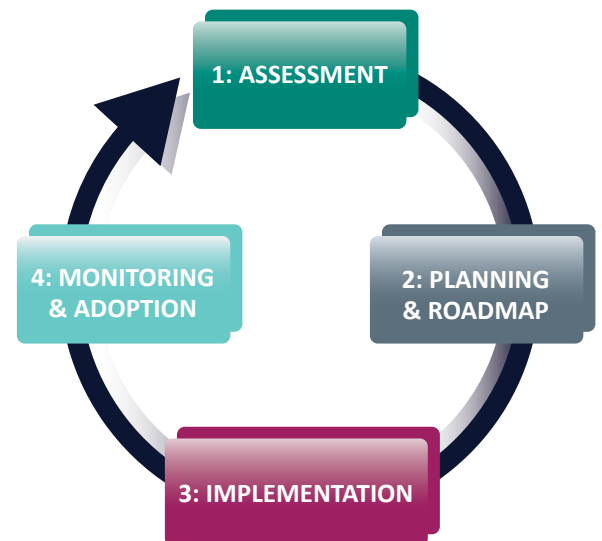 1: ASSESSMENT
2: PLANNING
& ROADMAP
3: IMPLEMENTATION
4: MONITORING
& ADOPTION